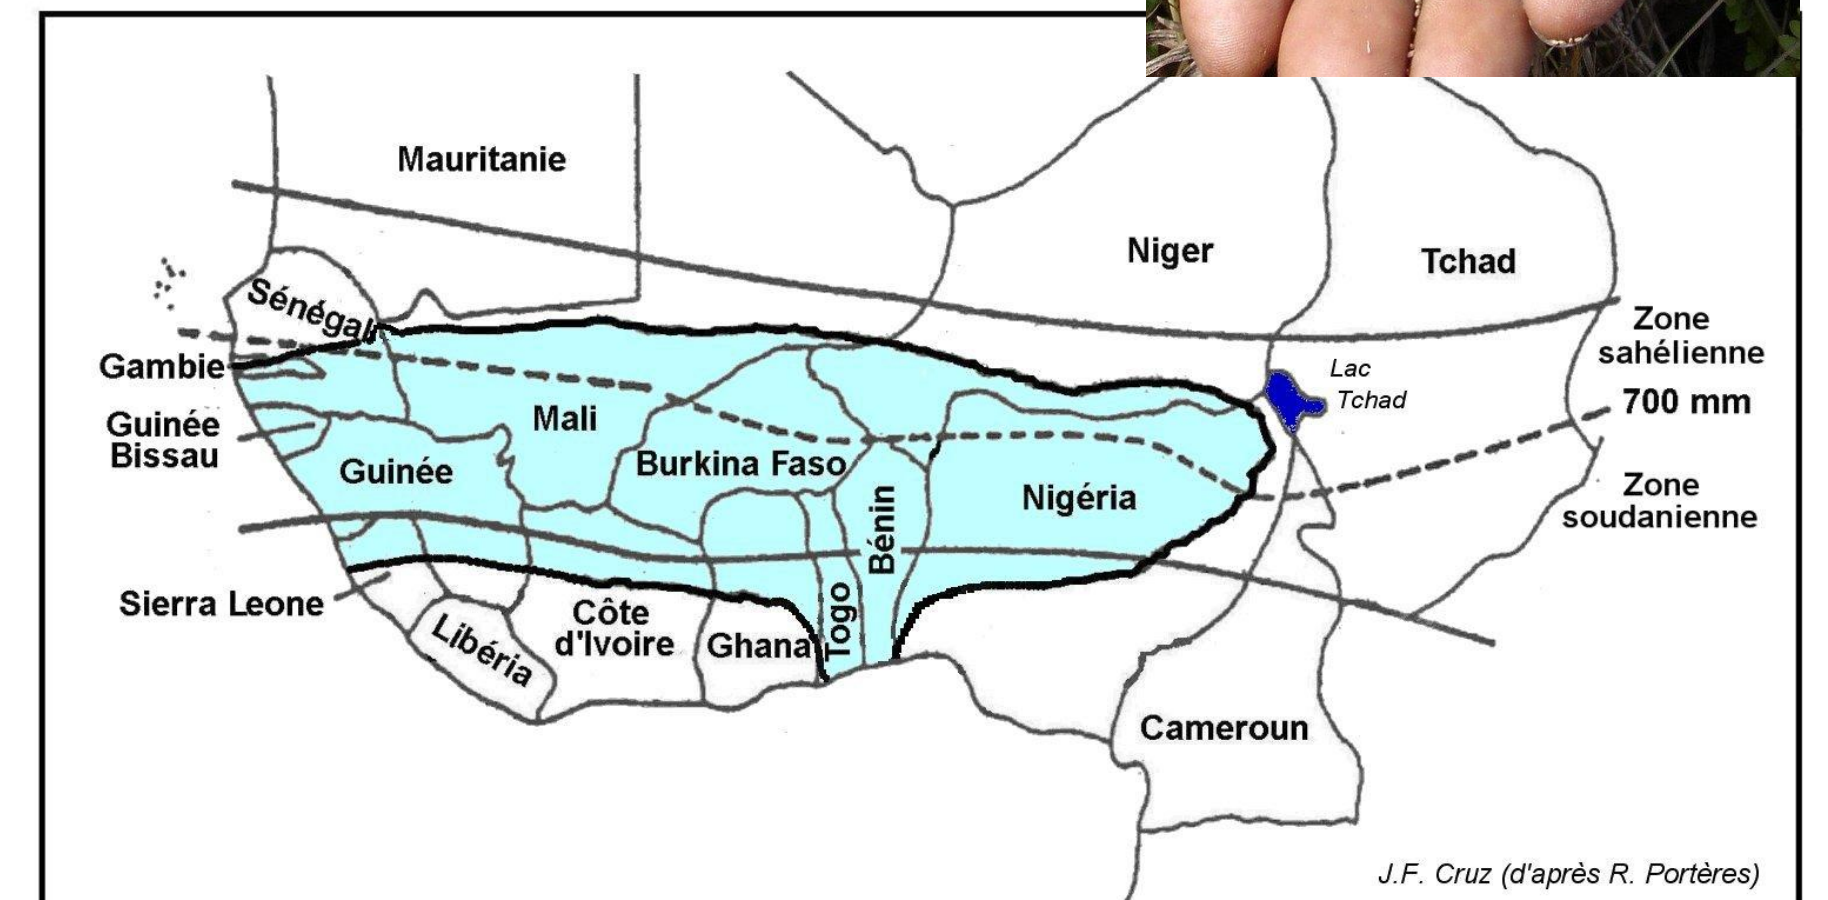 Mauritanie
Niger
Tchad
Sénégal
Zone
sahélienne
Gambie
Lac
Tchad
700 mm
Guinée
Bissau
Mali
Guinée
Burkina Faso
Nigéria
Bénin
Zone
soudanienne
Sierra Leone
Libéria
Côte
d'Ivoire
Ghana
Togo
Cameroun
J.F. Cruz (d'après R. Portères)